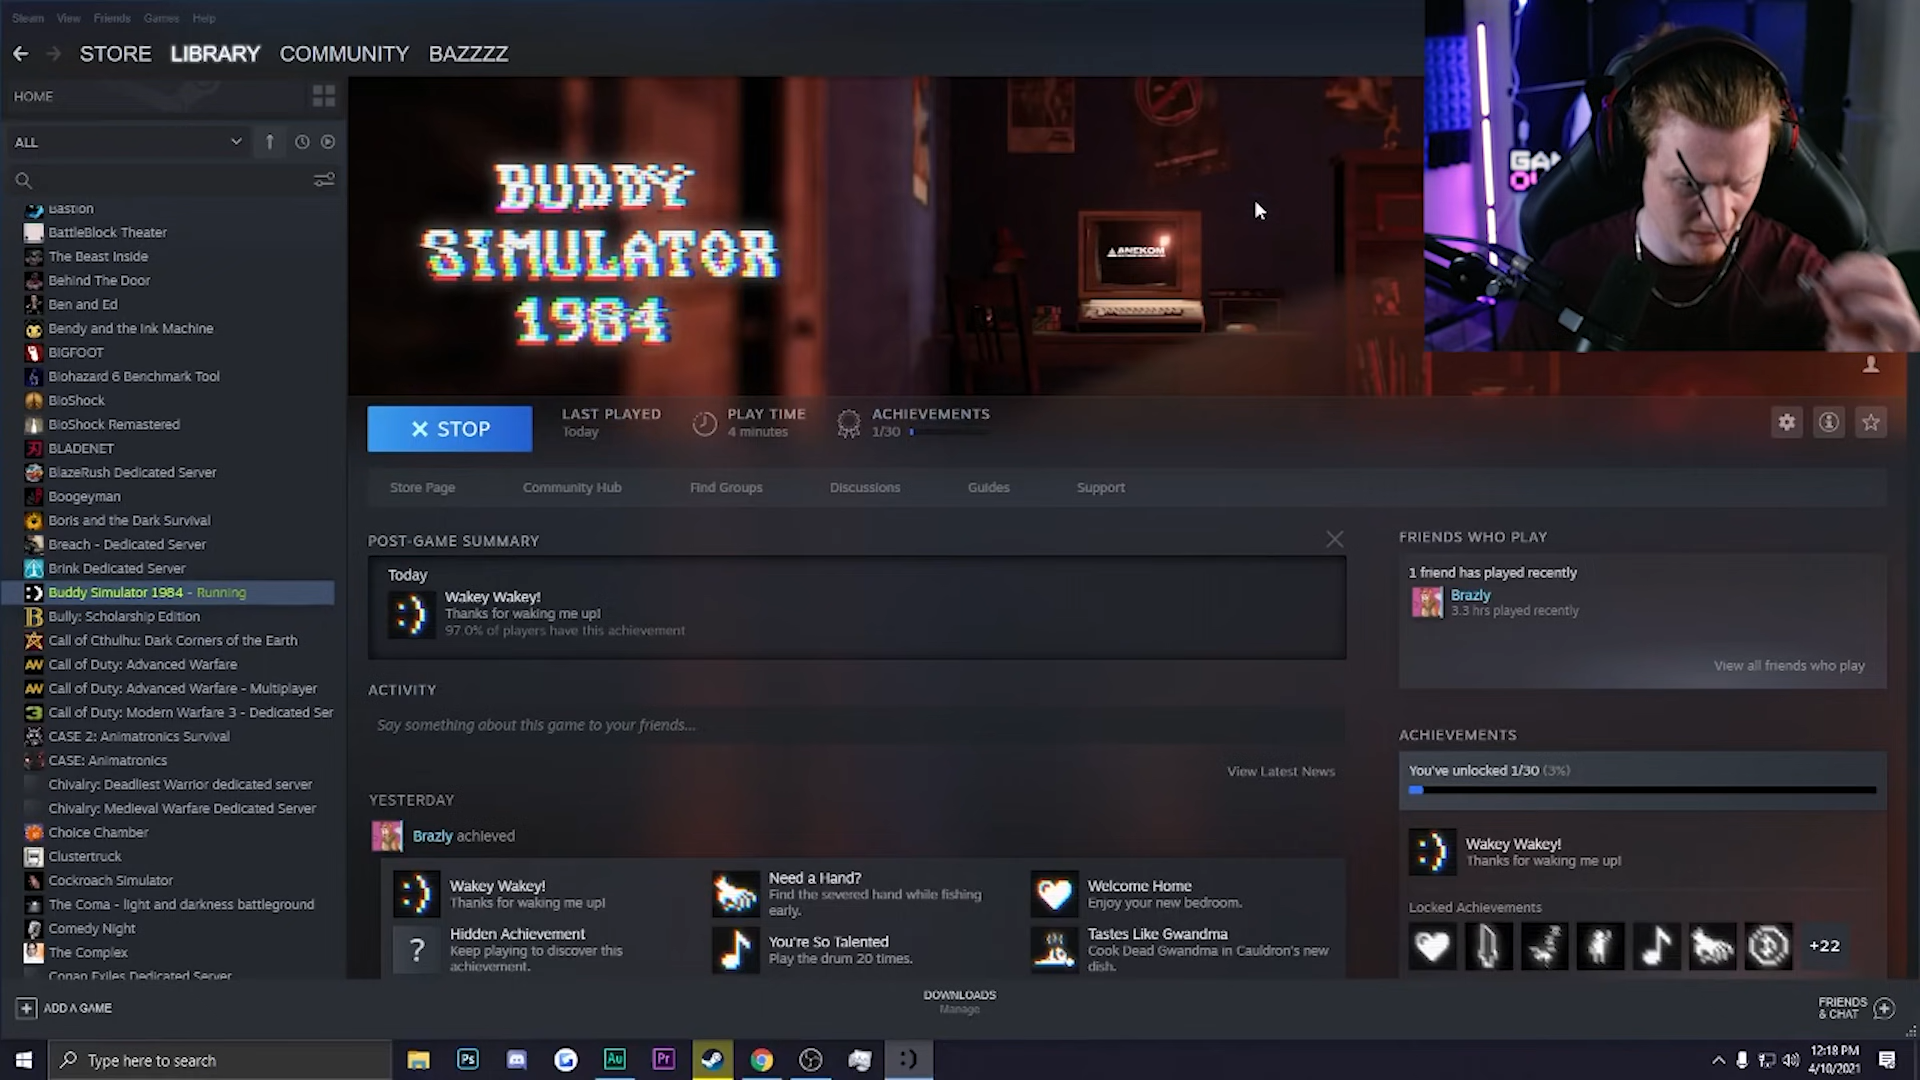 Steam View Friends Games Help
STORE LIBRARY COMMUNITY BAZZZZ
HOME
ALL
Bastion
BattleBlock Theater
The Beast Inside
Behind The Door
Ben and Ed
Bendy and the Ink Machine
BIGFOOT
Biohazard 6 Benchmark Tool
BioShock
BioShock Remastered
BLADENET
BlazeRush Dedicated Server
Boogeyman
Boris and the Dark Survival
Breach - Dedicated Server
Brink Dedicated Server
Buddy Simulator 1984 - Running
Bully: Scholarship Edition
Call of Cthulhu: Dark Corners of the Earth
Call of Duty: Advanced Warfare
Call of Duty: Advanced Warfare - Multiplayer
Call of Duty: Modern Warfare 3 - Dedicated Ser
CASE 2: Animatronics Survival
CASE: Animatronics
Chivalry: Deadliest Warrior dedicated server
Chivalry: Medieval Warfare Dedicated Server
Choice Chamber
Clustertruck
Cockroach Simulator
The Coma - light and darkness battleground
Comedy Night
The Complex
Conan Exiles Dedicated Server
ADD A GAME
BUDDY
SIMULATOR
1984
ANEKOM
STOP
LAST PLAYED
Today
PLAY TIME
4 minutes
ACHIEVEMENTS
1/30
Store Page Community Hub Find Groups Discussions Guides Support
POST-GAME SUMMARY
Today
Wakey Wakey!
Thanks for waking me up!
97.0% of players have this achievement
ACTIVITY
Say something about this game to your friends...
View Latest News
YESTERDAY
Brazly achieved
Wakey Wakey!
Thanks for waking me up!
Need a Hand?
Find the severed hand while fishing
early.
Welcome Home
Enjoy your new bedroom.
?
Hidden Achievement
Keep playing to discover this
achievement.
You're So Talented
Play the drum 20 times.
Tastes Like Gwandma
Cook Dead Gwandma in Cauldron's new
dish.
FRIENDS WHO PLAY
1 friend has played recently
Brazly
3.3 hrs played recently
View all friends who play
ACHIEVEMENTS
You've unlocked 1/30 (3%)
Wakey Wakey!
Thanks for waking me up!
Locked Achievements
+22
DOWNLOADS
Manage
FRIENDS
& CHAT
Type here to search
Ps
Au
Pr
:)
12:18 PM
4/10/2021